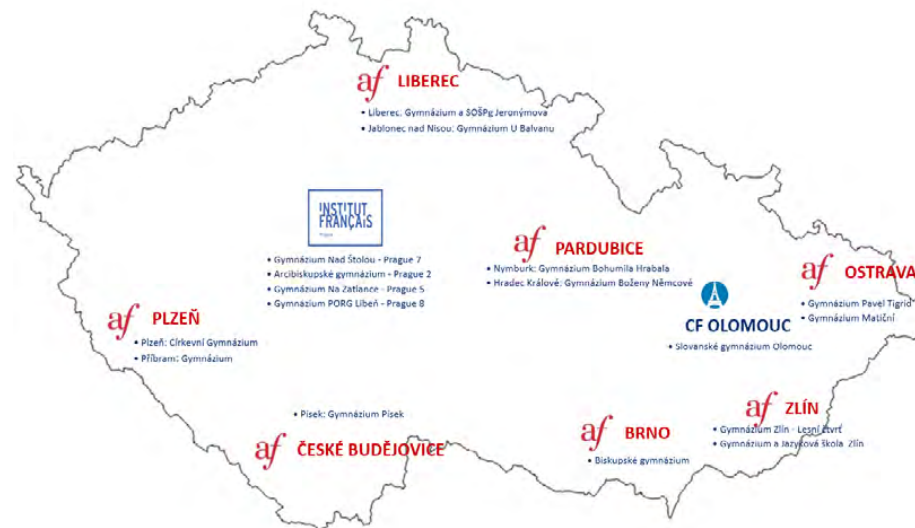 af LIBEREC
• Liberec: Gymnázium a SOŠPg Jeronýmova
• Jablonec nad Nisou: Gymnázium U Balvanu
INSTITUT
FRANÇAIS
• Gymnázium Nad Štolou - Prague 7
• Arcibiskupské gymnázium - Prague 2
• Gymnázium Na Zatlance - Prague 5
• Gymnázium PORG Libeň - Prague 8
af PARDUBICE
• Nymburk: Gymnázium Bohumila Hrabala
• Hradec Králové: Gymnázium Boženy Němcové
af OSTRAVA
• Gymnázium Pavel Tigrid
• Gymnázium Matiční
CF OLOMOUC
• Slovanské gymnázium Olomouc
af PLZEŇ
• Plzeň: Církevní Gymnázium
• Příbram: Gymnázium
• Písek: Gymnázium Písek
af ČESKÉ BUDĚJOVICE
af BRNO
• Biskupské gymnázium
af ZLÍN
• Gymnázium Zlín - Lesní čtvrť
• Gymnázium a Jazyková škola Zlín